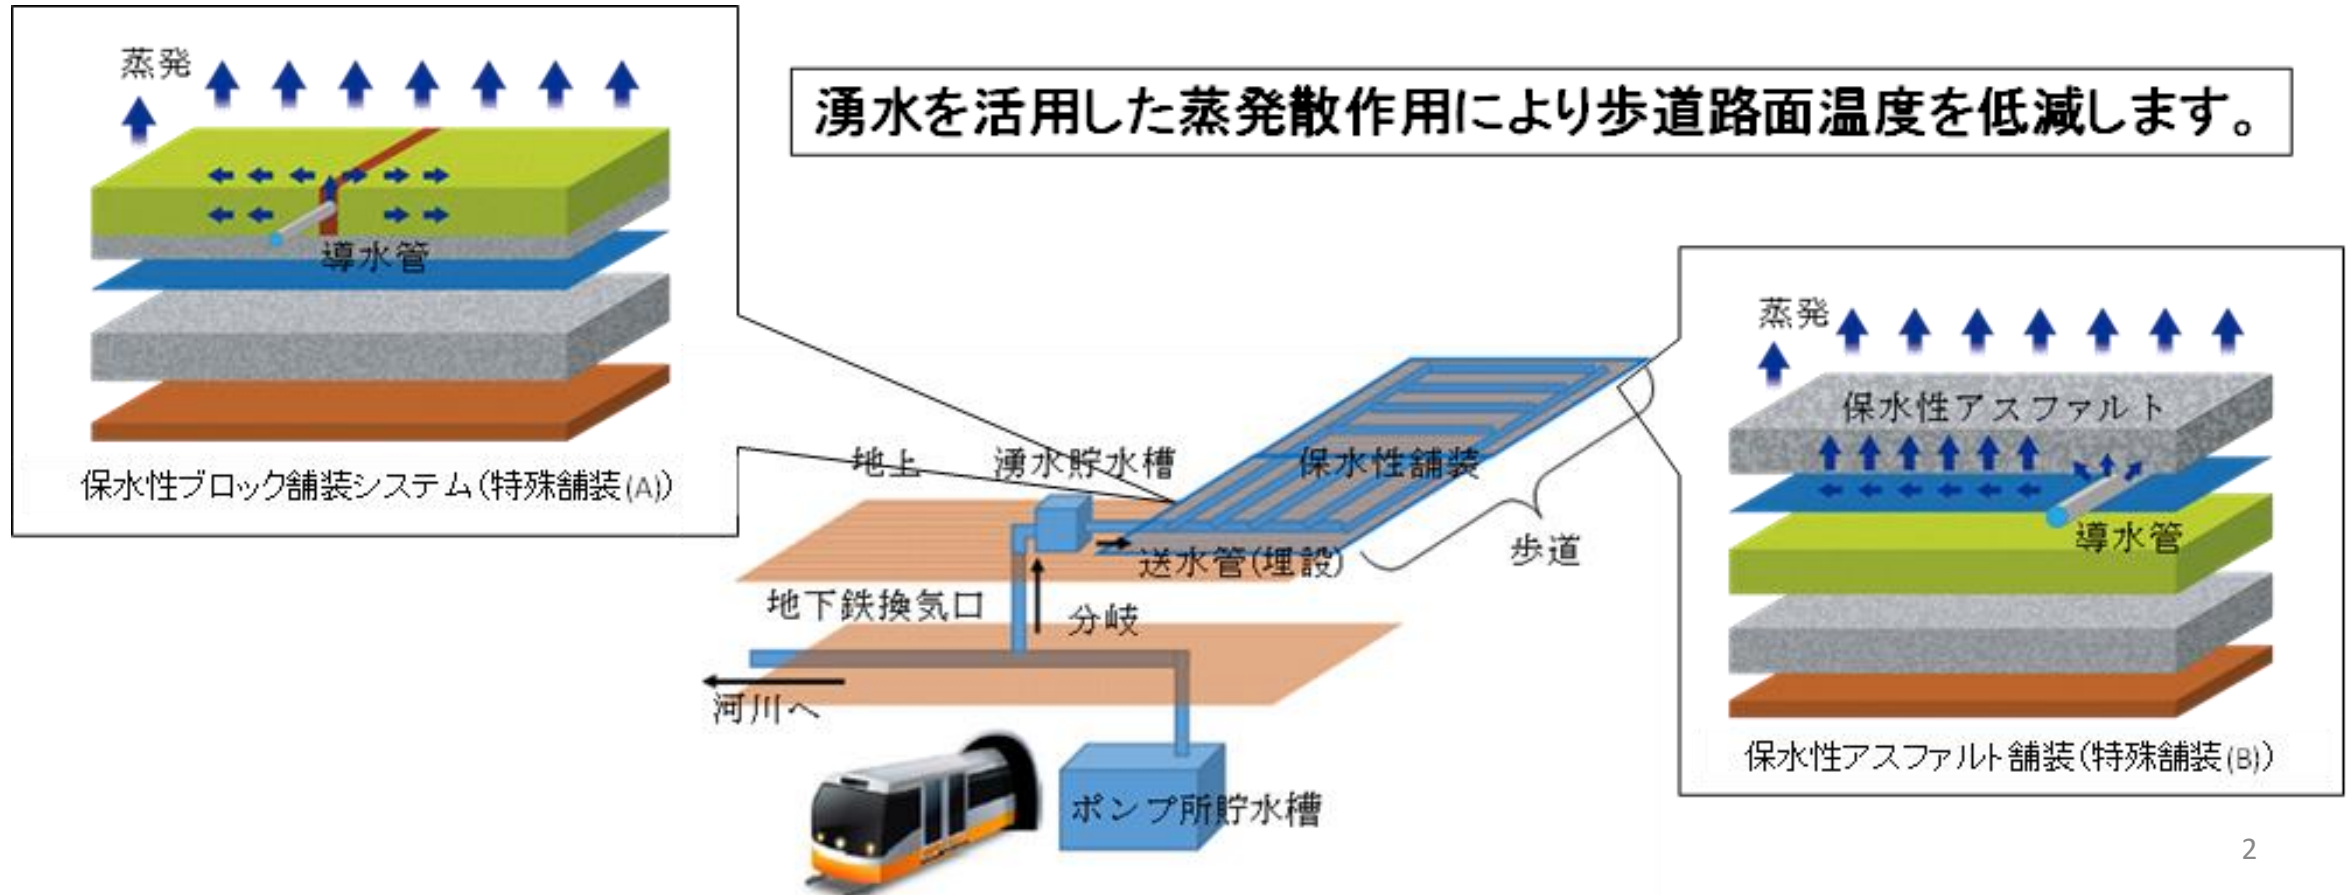 湧水を活用した蒸発散作用により歩道路面温度を低減します。
蒸発
導水管
保水性ブロック舗装システム(特殊舗装(A))
蒸発
保水性アスファルト
導水管
保水性アスファルト舗装(特殊舗装(B))
地上
湧水貯水槽
保水性舗装
歩道
送水管(埋設)
地下鉄換気口
分岐
河川へ
ポンプ所貯水槽
2